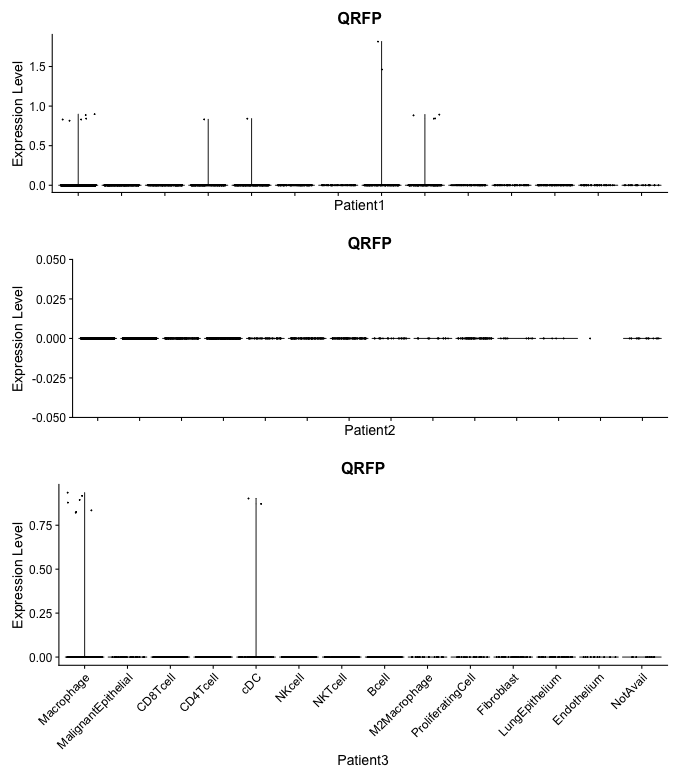 QRFP
Expression Level
1.5
1.0
0.5
0.0
Patient1
QRFP
Expression Level
0.050
0.025
0.000
-0.025
-0.050
Patient2
QRFP
Expression Level
0.75
0.50
0.25
0.00
Macrophage
MalignantEpithelial
CD8Tcell
CD4Tcell
cDC
NKcell
NKTcell
Bcell
M2Macrophage
ProliferatingCell
Fibroblast
LungEpithelium
Endothelium
NotAvail
Patient3